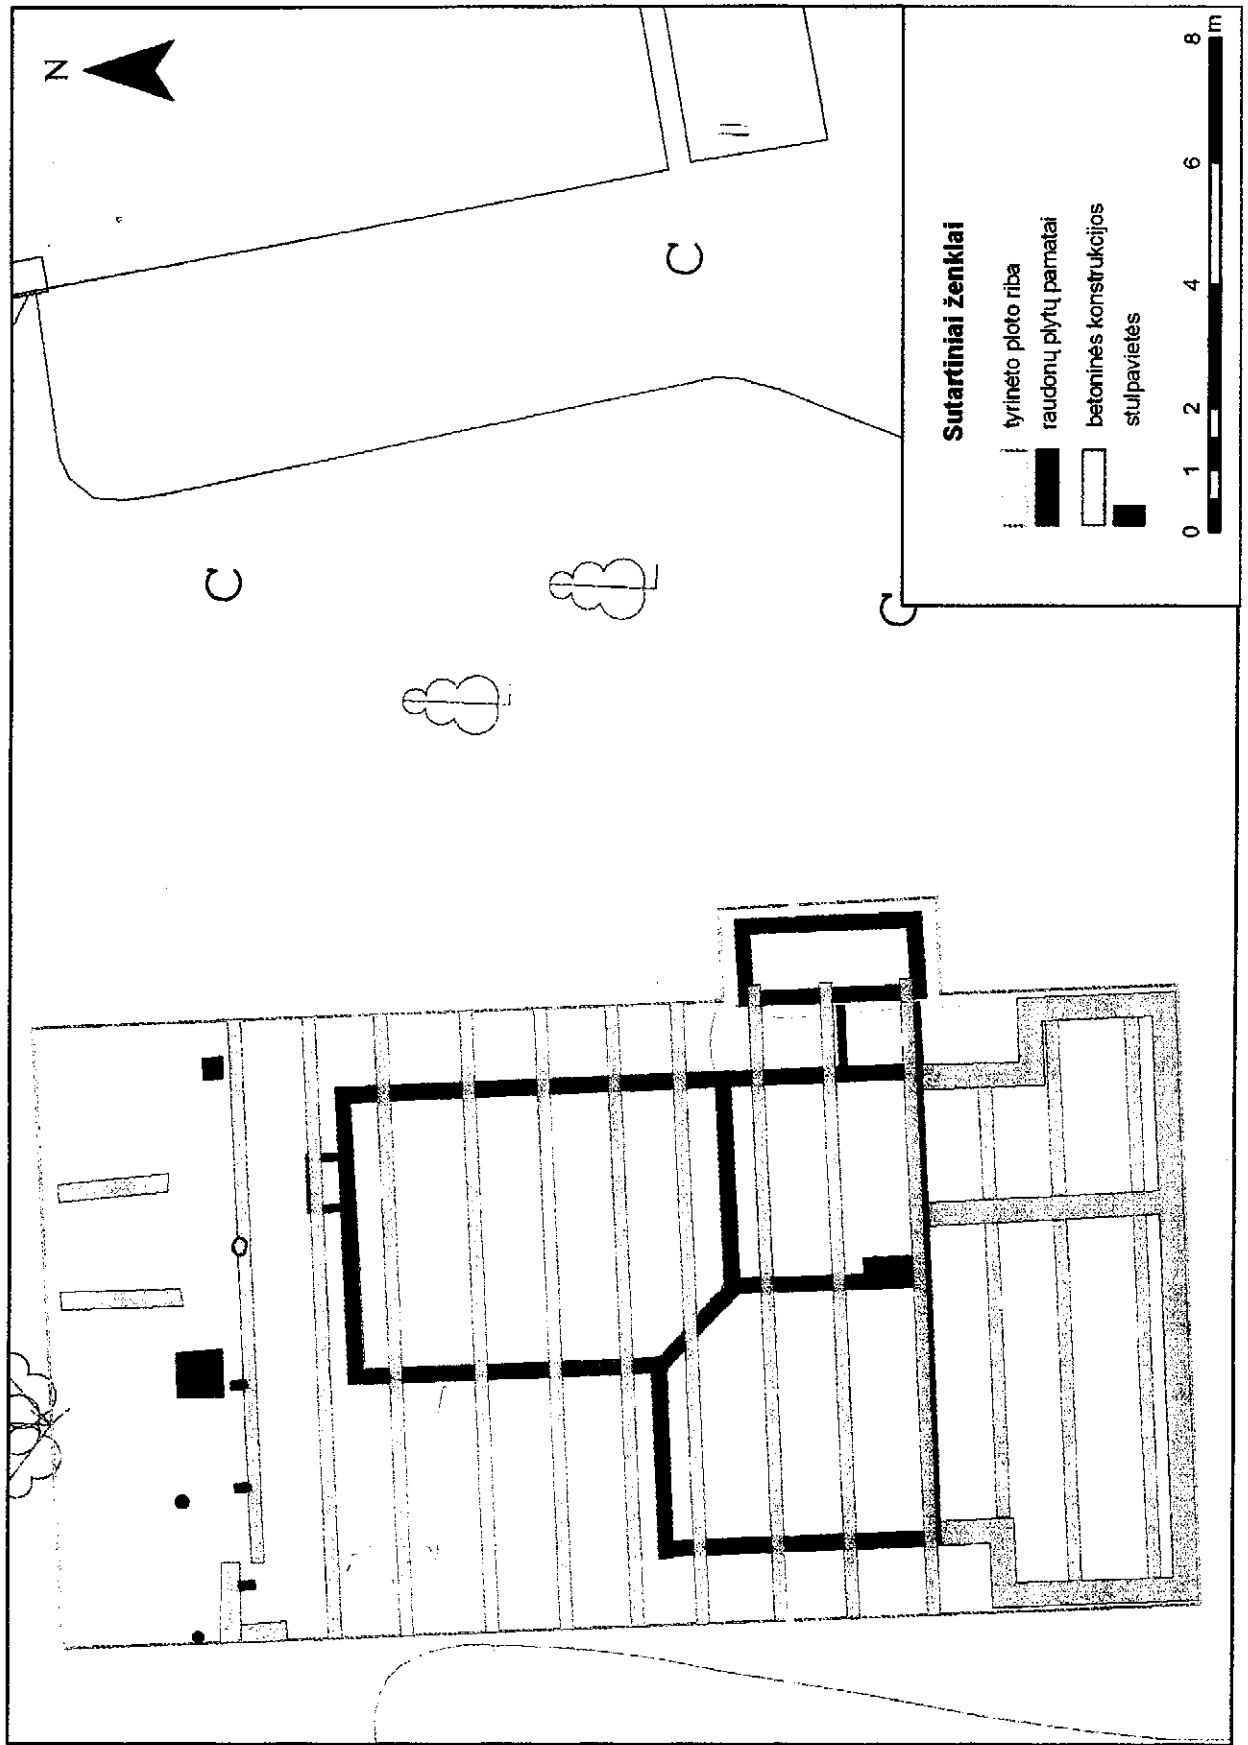 N
C
C
C
Sutartiniai ženklai
tyrinėto ploto riba
raudonų plytų pamatai
betoninės konstrukcijos
stulpavietės
0 1 2 4 6 8 m